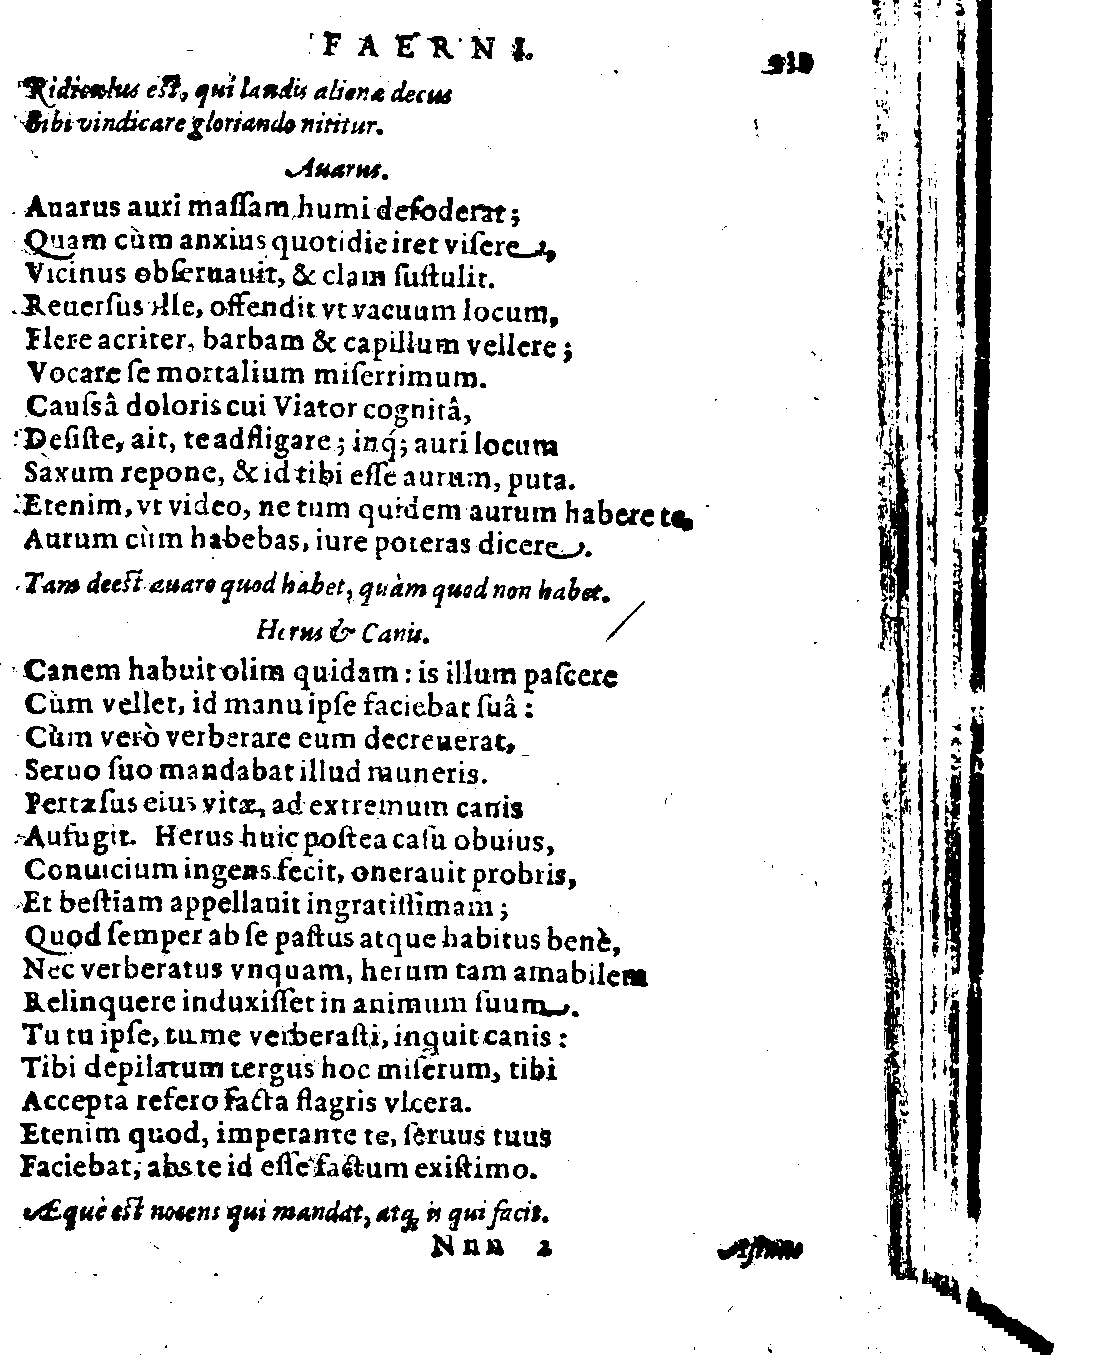 FAERNI.
Ridiculus eſt, qui laudis alienæ decus
Sibi vindicare gloriando nititur.
Auarus.
Auarus auri maſſam humi defoderat;
Quam cùm anxius quotidie iret viſere,
Vicinus obſeruauit, & clam ſuſtulit.
Reuerſus ille, offendit vt vacuum locum,
Flere acriter, barbam & capillum vellere;
Vocare ſe mortalium miſerrimum.
Cauſsâ doloris cui Viator cognitâ,
Deſiſte, ait, te adfligare; inq́; auri locum
Saxum repone, & id tibi eſſe aurum, puta.
Etenim, vt video, ne tum quidem aurum habere te,
Aurum cùm habebas, iure poteras dicere.
Tam deeſt auaro quod habet, quàm quod non habet.
Herus & Canis.
Canem habuit olim quidam: is illum paſcere
Cùm vellet, id manu ipſe faciebat ſuâ:
Cùm verò verberare eum decreuerat,
Seruo ſuo mandabat illud muneris.
Pertæſus eius vitæ, ad extremum canis
Aufugit. Herus huic poſtea caſu obuius,
Conuicium ingens fecit, onerauit probris,
Et beſtiam appellauit ingratiſſimam;
Quod ſemper ab ſe paſtus atque habitus benè,
Nec verberatus vnquam, herum tam amabilem
Relinquere induxiſſet in animum ſuum.
Tu tu ipſe, tu me verberaſti, inquit canis:
Tibi depilatum tergus hoc miſerum, tibi
Accepta refero facta flagris vlcera.
Etenim quod, imperante te, ſeruus tuus
Faciebat, abs te id eſſe factum exiſtimo.
Æquè eſt nocens qui mandat, atq; is qui facit.
Nnn 2